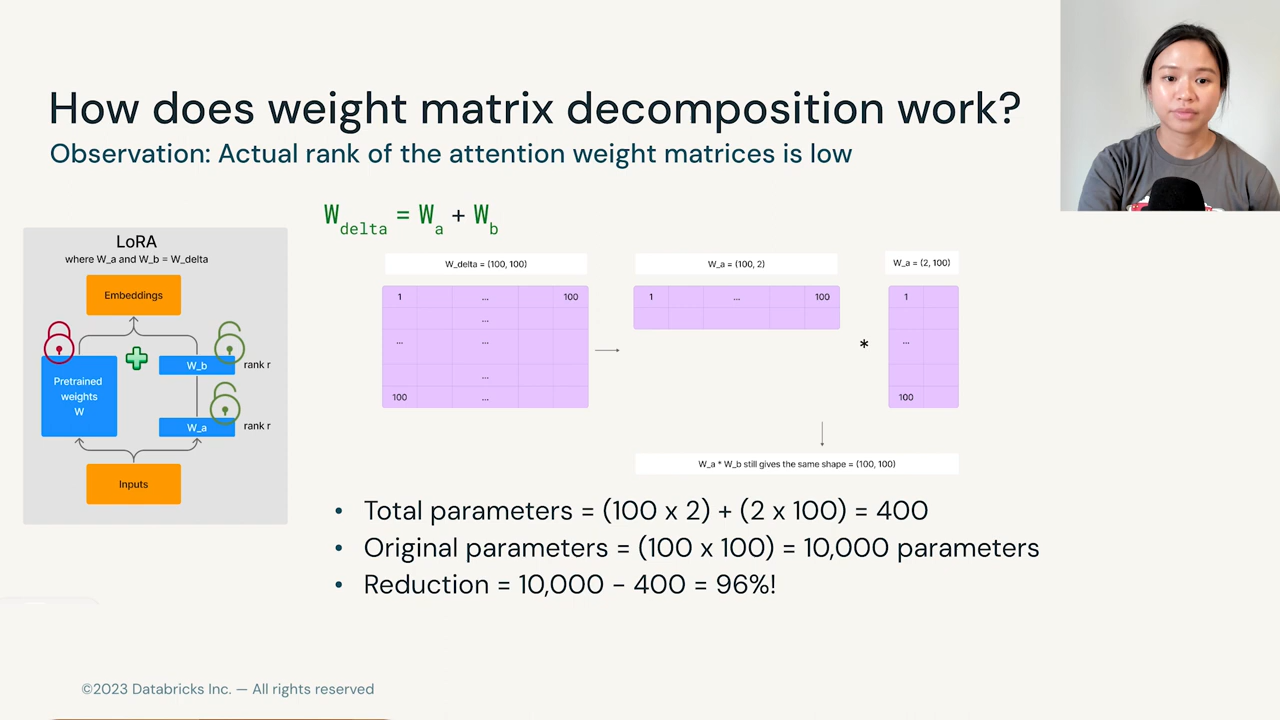 How does weight matrix decomposition work?
Observation: Actual rank of the attention weight matrices is low
W_delta = W_a + W_b
LoRA
where W_a and W_b = W_delta
Embeddings
Pretrained
weights
W
W_b
rank r
W_a
rank r
Inputs
W_delta = (100, 100)
1 ... 100
...
... ...
...
100 ...
W_a = (100, 2)
1 ... 100
*
W_a = (2, 100)
1
...
100
W_a * W_b still gives the same shape = (100, 100)
• Total parameters = (100 x 2) + (2 x 100) = 400
• Original parameters = (100 x 100) = 10,000 parameters
• Reduction = 10,000 - 400 = 96%!
©2023 Databricks Inc. — All rights reserved